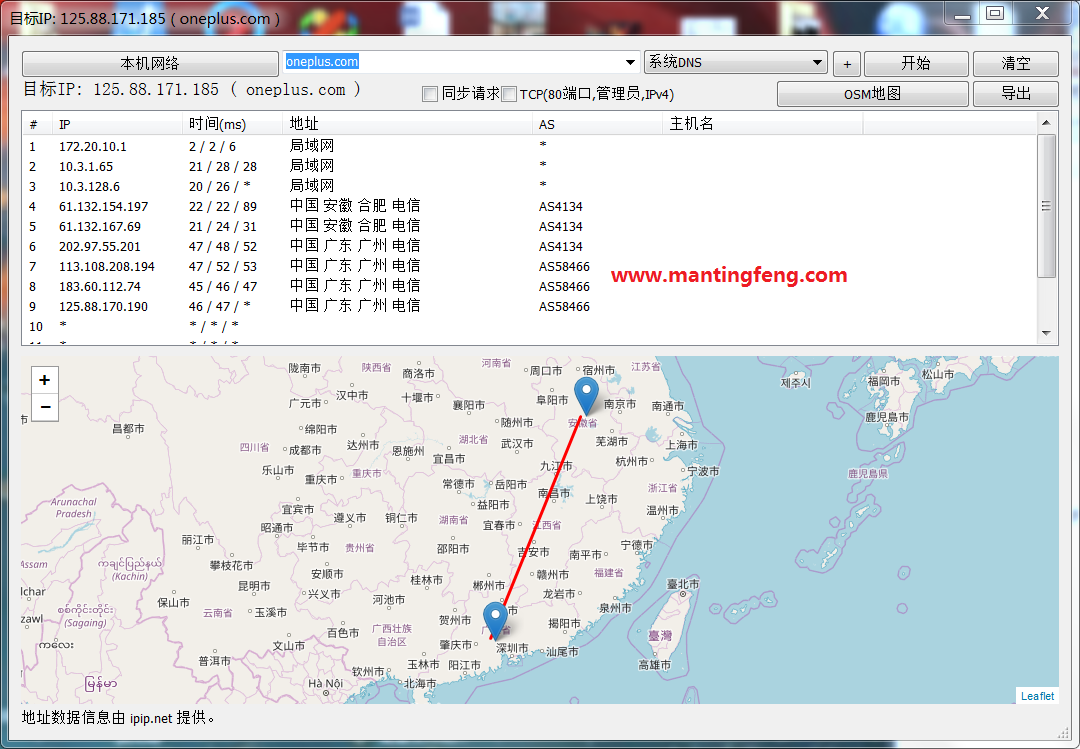 目标IP: 125.88.171.185 ( oneplus.com )
本机网络 oneplus.com 系统DNS + 开始 清空
目标IP: 125.88.171.185 ( oneplus.com ) 同步请求 TCP(80端口,管理员,IPv4) OSM地图 导出
# IP 时间(ms) 地址 AS 主机名
1 172.20.10.1 2 / 2 / 6 局域网 *
2 10.3.1.65 21 / 28 / 28 局域网 *
3 10.3.128.6 20 / 26 / * 局域网 *
4 61.132.154.197 22 / 22 / 89 中国 安徽 合肥 电信 AS4134
5 61.132.167.69 21 / 24 / 31 中国 安徽 合肥 电信 AS4134
6 202.97.55.201 47 / 48 / 52 中国 广东 广州 电信 AS4134
7 113.108.208.194 47 / 52 / 53 中国 广东 广州 电信 AS58466
www.mantingfeng.com
8 183.60.112.74 45 / 46 / 47 中国 广东 广州 电信 AS58466
9 125.88.170.190 46 / 47 / * 中国 广东 广州 电信 AS58466
10 * * / * / *
+
−
陇南市 陕西省 商洛市 河南省 周口市 宿州市 江苏省 제주시 福岡市 松山市
广元市 汉中市 十堰市 襄阳市 阜阳市 南京市 南通市 鹿児島市
昌都市 绵阳市 随州市 安徽省
四川省 成都市 达州市 恩施州 湖北省 武汉市 芜湖市 上海市
乐山市 重庆市 重庆市 宜昌市 九江市 杭州市 宁波市 鹿児島県
常德市 岳阳市 南昌市 上饶市 浙江省
Arunachal
Pradesh
宜宾市 遵义市 铜仁市 益阳市 温州市
昭通市 湖南省 宜春市 江西省
丽江市 毕节市 贵州省 邵阳市 吉安市 南平市 宁德市
Assam
ကချင်ပြည်နယ်
(Kachin)
攀枝花市 安顺市 桂林市 郴州市 赣州市 福建省
昆明市 兴义市 河池市 龙岩市 臺北市
lchar
zawl
စစ်ကိုင်းတိုင်း
(Sagaing)
保山市 云南省 玉溪市 贺州市 市 泉州市
百色市 广西壮族
自治区
揭阳市 臺灣
ကလေး
文山市 肇庆市 深圳市 汕尾市
普洱市 钦州市 玉林市 阳江市 高雄市
မြန်မာ Hà Nội 北海市
Leaflet
地址数据信息由 ipip.net 提供。